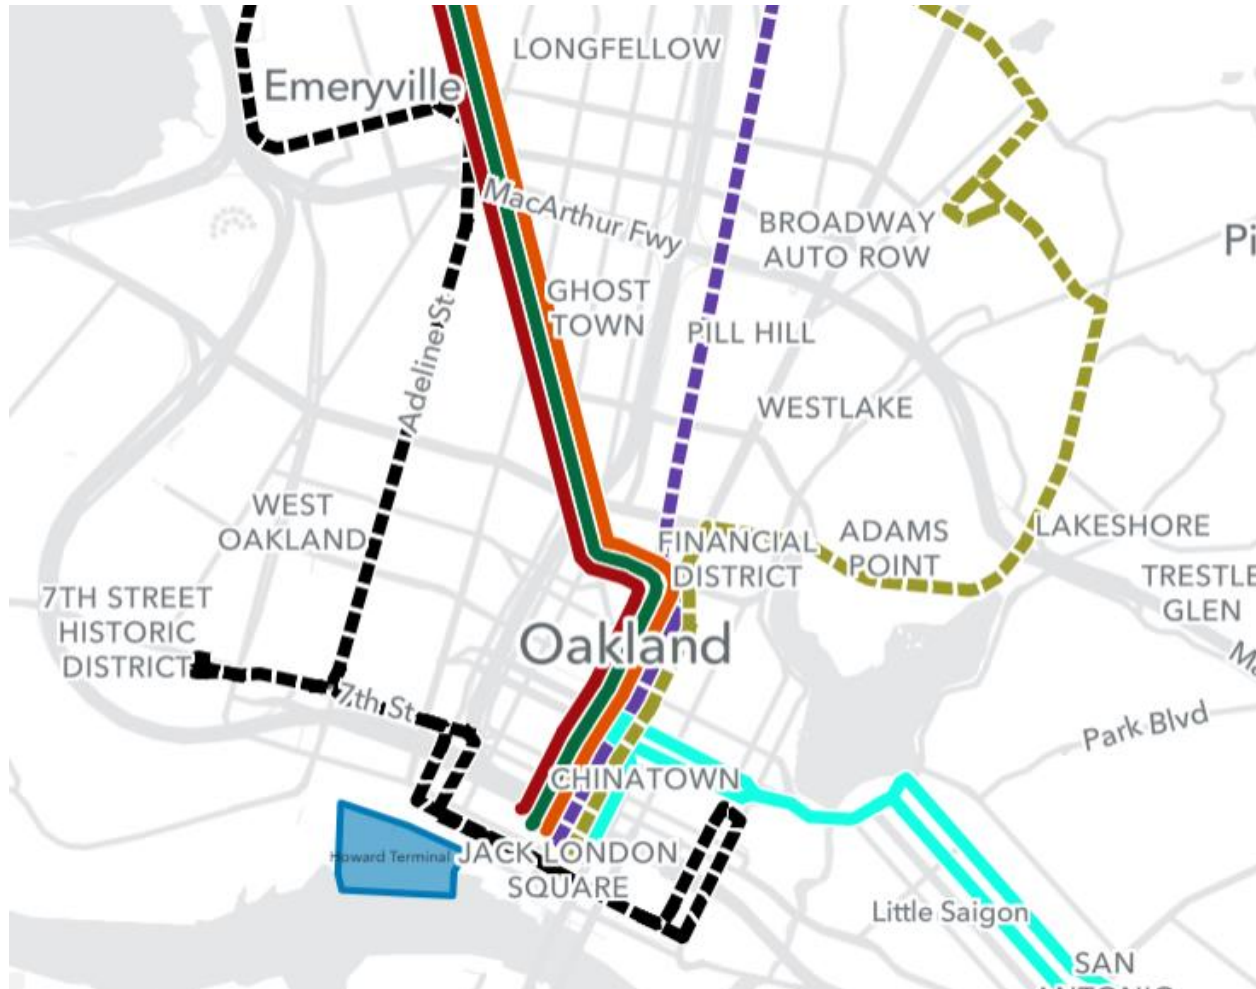 LONGFELLOW
Emeryville
MacArthur Fwy
BROADWAY
AUTO ROW
Pi
GHOST
TOWN
PILL HILL
Adeline St
WESTLAKE
WEST
OAKLAND
FINANCIAL
DISTRICT
ADAMS
POINT
LAKESHORE
TRESTLE
GLEN
7TH STREET
HISTORIC
DISTRICT
Oakland
Ma
7th St
Park Blvd
CHINATOWN
Howard Terminal
JACK LONDON
SQUARE
Little Saigon
SAN
ANTONIO